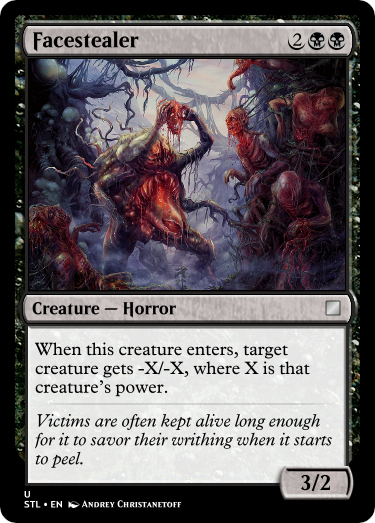 Facestealer 2
Creature — Horror
When this creature enters, target
creature gets -X/-X, where X is that
creature's power.
Victims are often kept alive long enough
for it to savor their writhing when it starts
to peel.
3/2
U
STL • EN Andrey Christanetoff